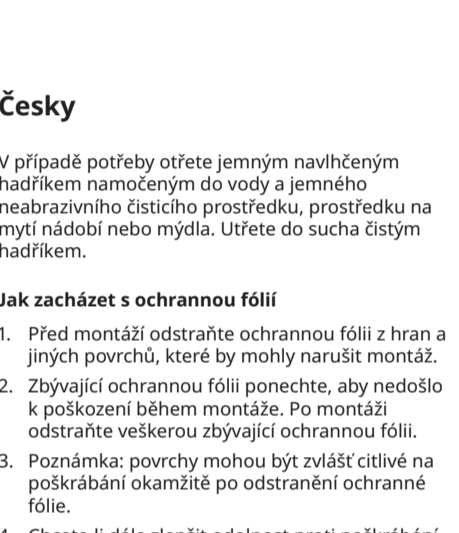 Česky
V případě potřeby otřete jemným navlhčeným
hadříkem namočeným do vody a jemného
neabrazivního čisticího prostředku, prostředku na
mytí nádobí nebo mýdla. Utřete do sucha čistým
hadříkem.
Jak zacházet s ochrannou fólií
1. Před montáží odstraňte ochrannou fólii z hran a
jiných povrchů, které by mohly narušit montáž.
2. Zbývající ochrannou fólii ponechte, aby nedošlo
k poškození během montáže. Po montáži
odstraňte veškerou zbývající ochrannou fólii.
3. Poznámka: povrchy mohou být zvlášť citlivé na
poškrábání okamžitě po odstranění ochranné
fólie.